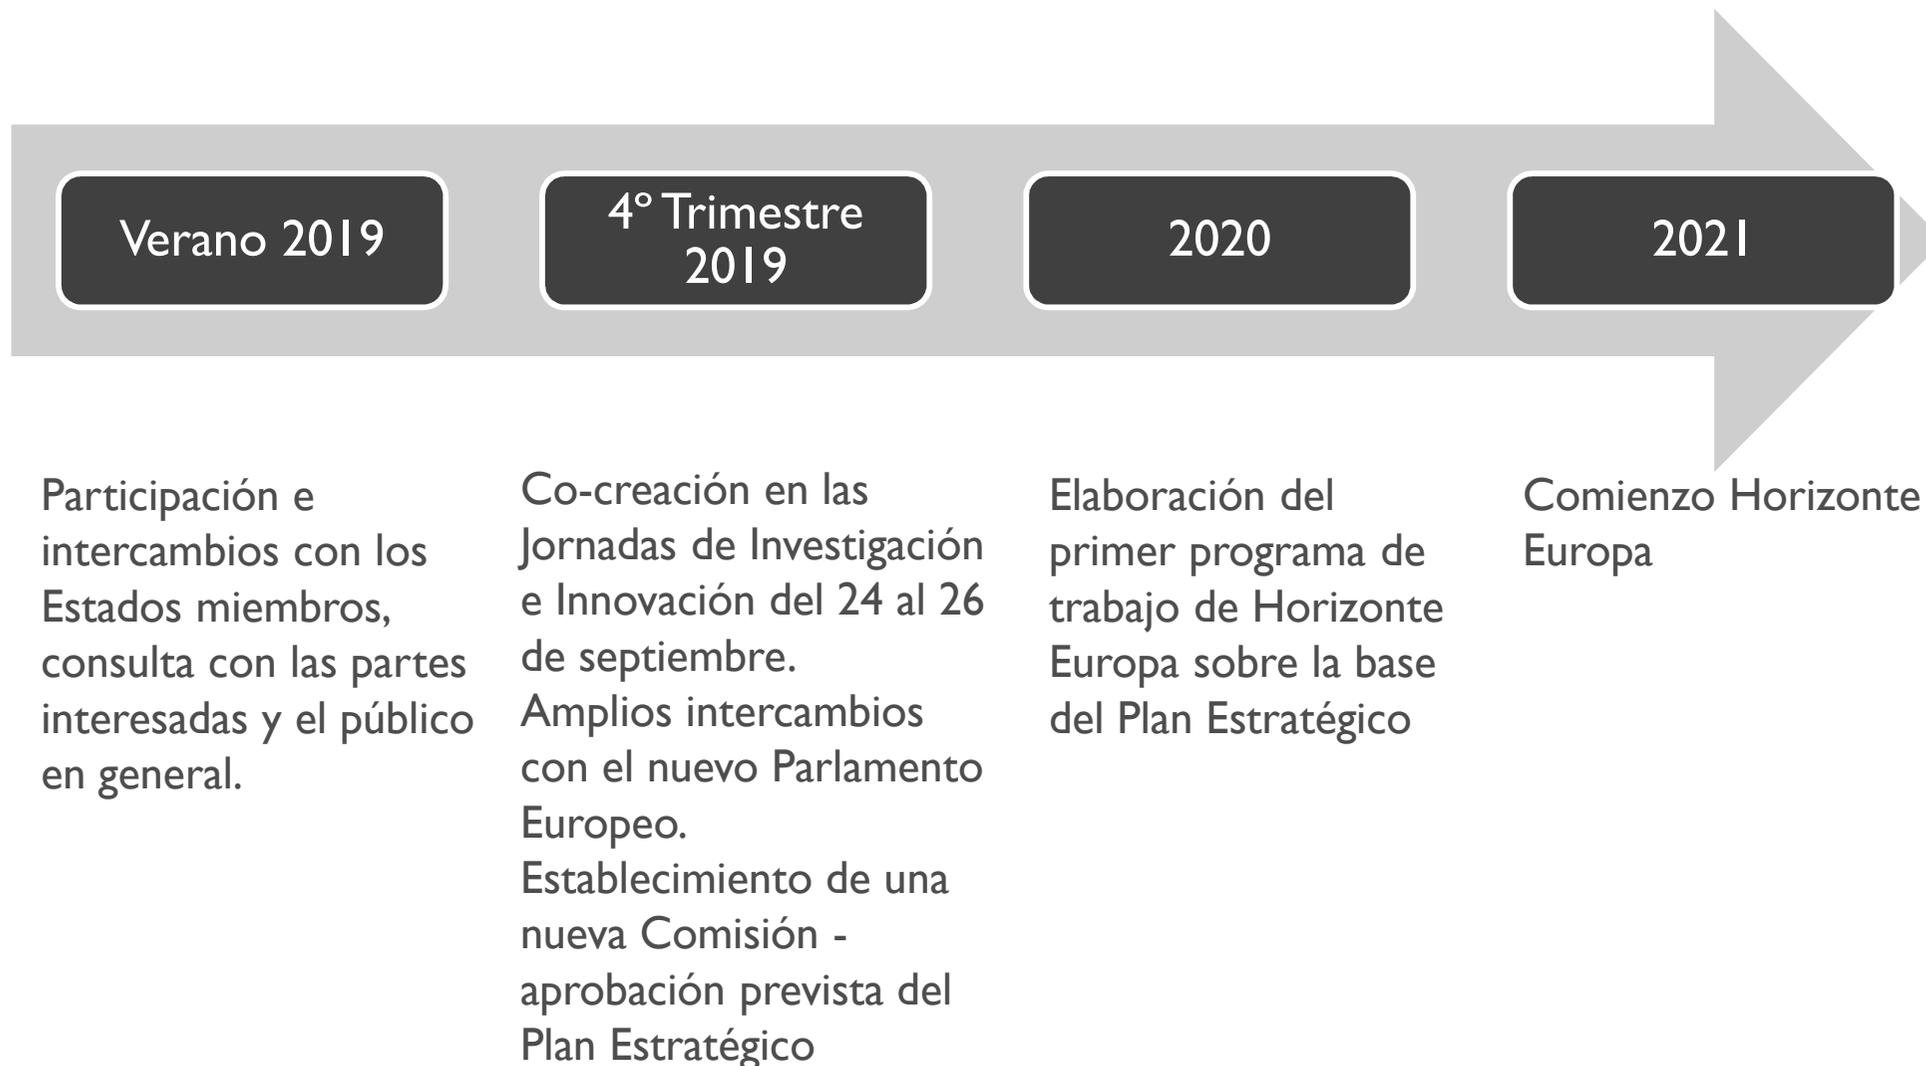 Verano 2019
4º Trimestre
2019
2020
2021
Participación e
intercambios con los
Estados miembros,
consulta con las partes
interesadas y el público
en general.
Co-creación en las
Jornadas de Investigación
e Innovación del 24 al 26
de septiembre.
Amplios intercambios
con el nuevo Parlamento
Europeo.
Establecimiento de una
nueva Comisión -
aprobación prevista del
Plan Estratégico
Elaboración del
primer programa de
trabajo de Horizonte
Europa sobre la base
del Plan Estratégico
Comienzo Horizonte
Europa